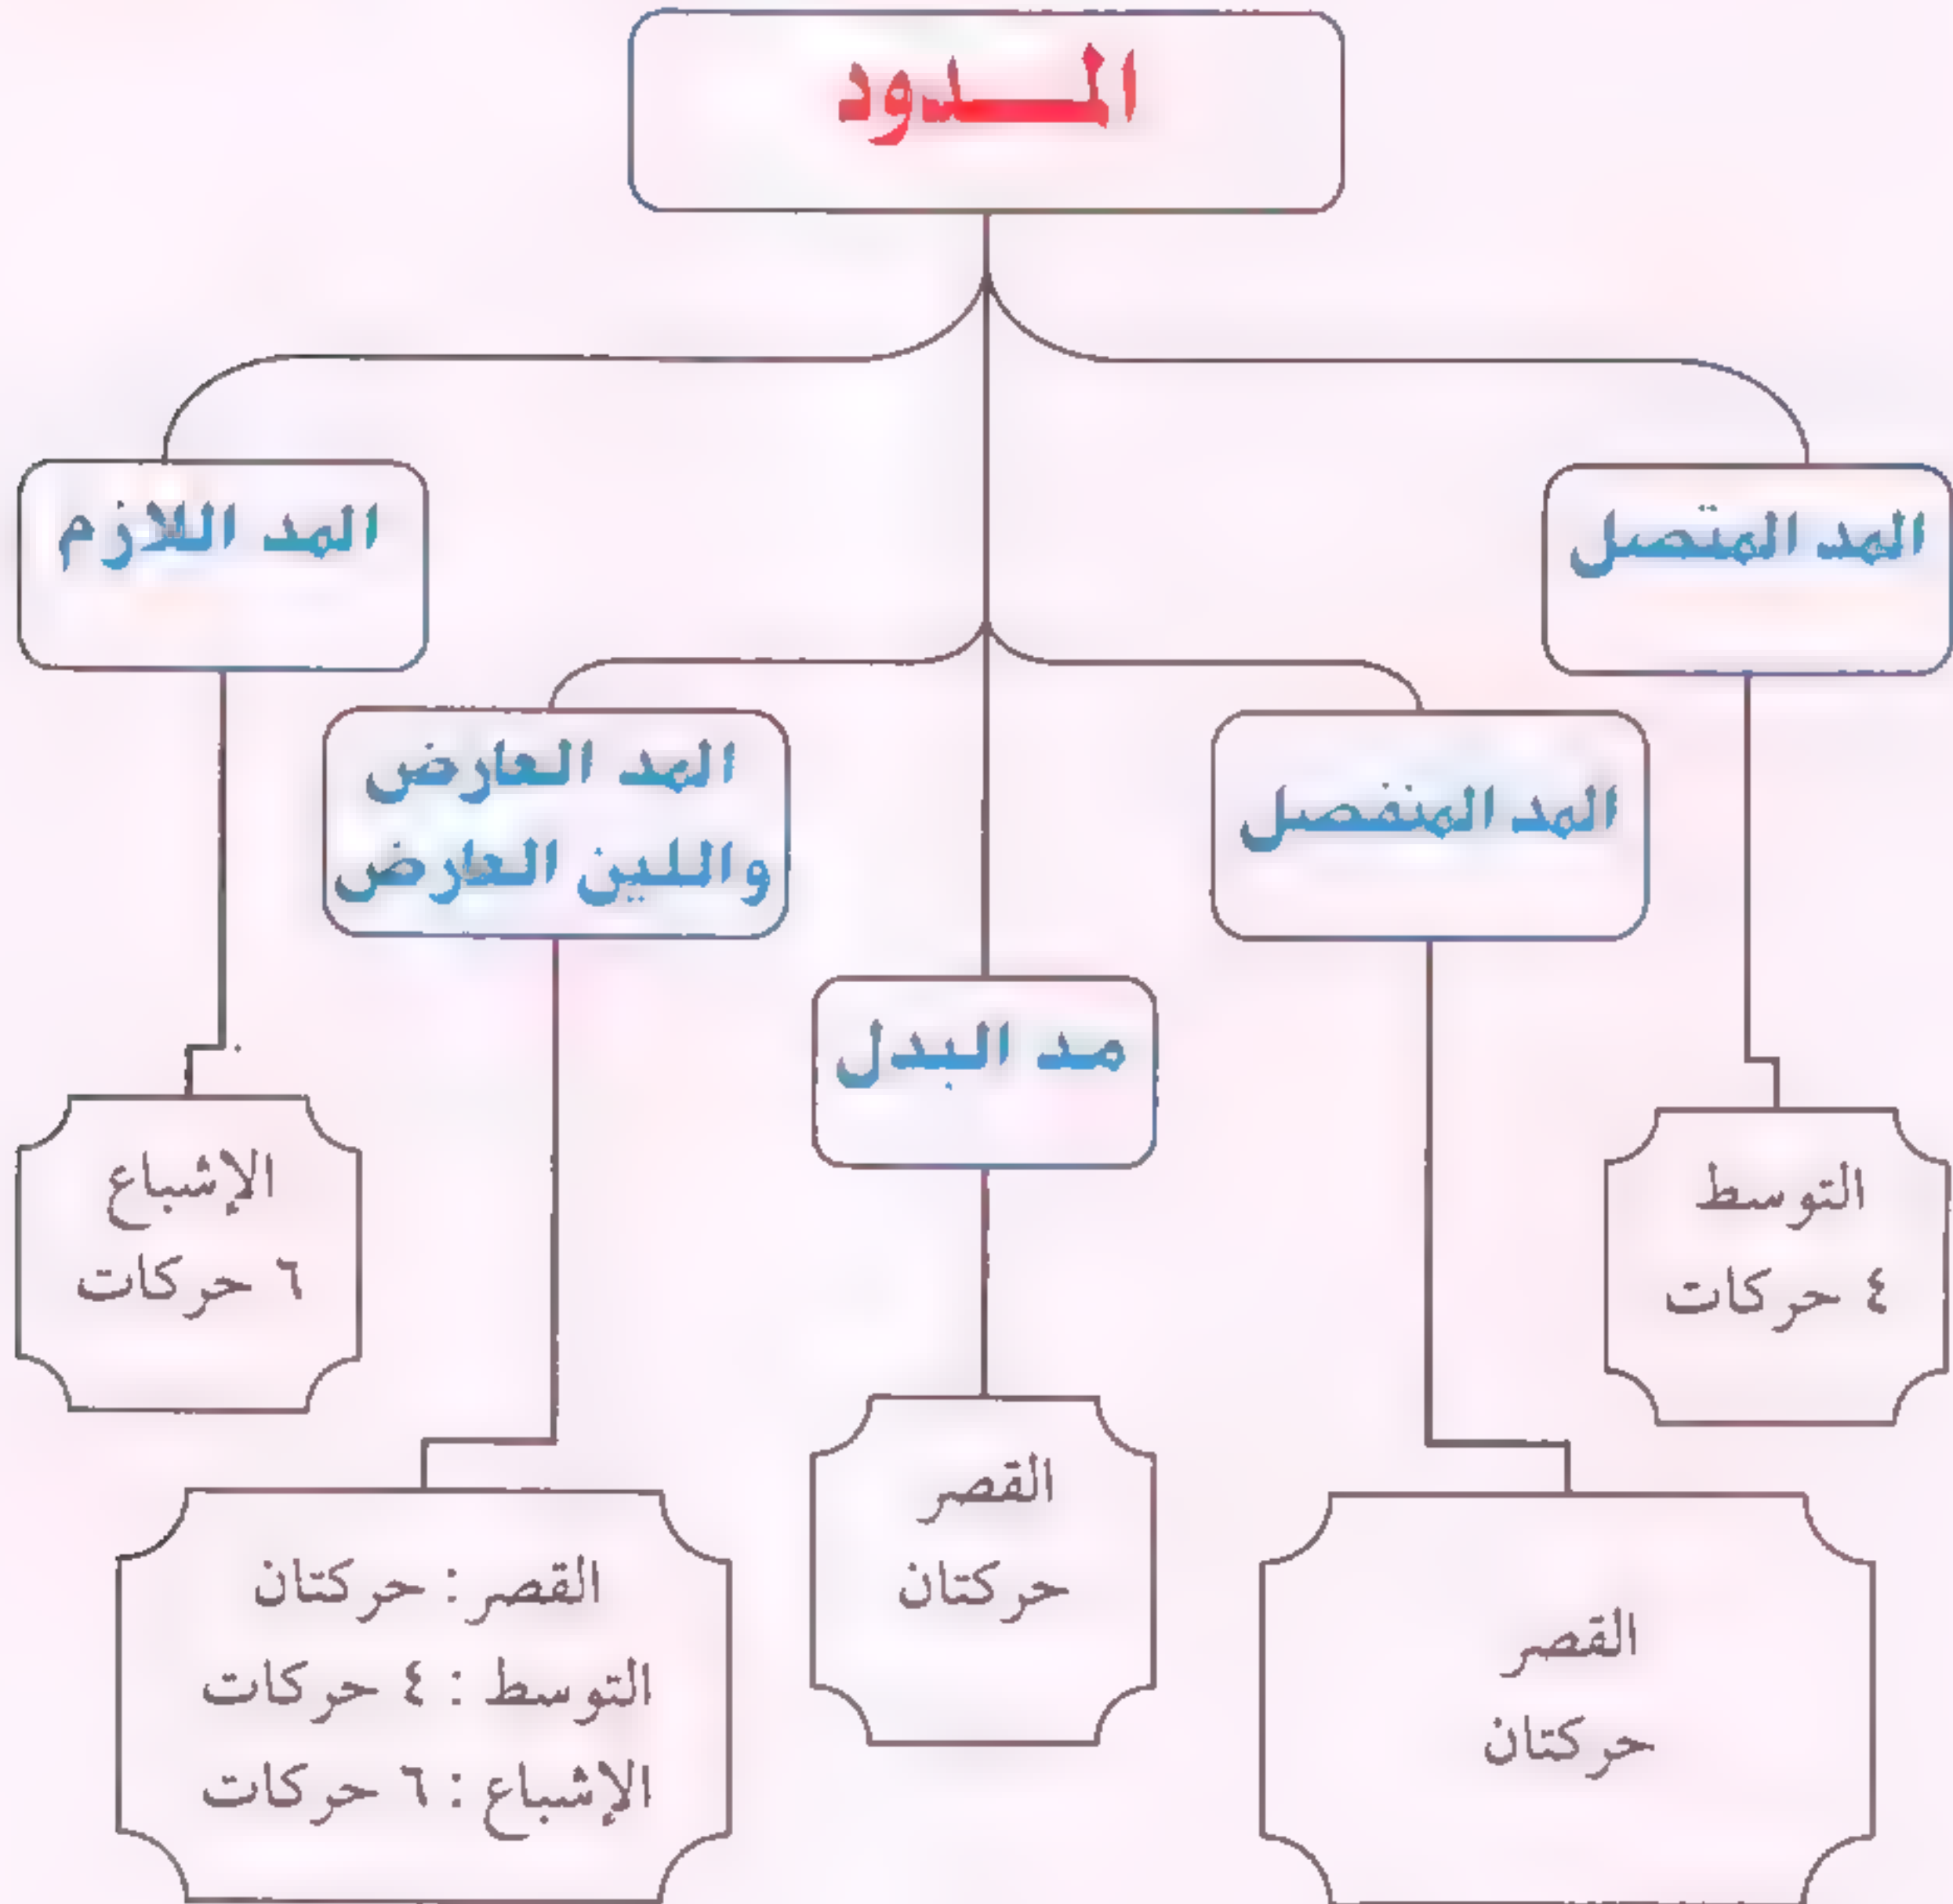 المـــدود
المد المتصل
المد اللازم
المد المنفصل
المد العارض
واللين العارض
مد البدل
التوسط
٤ حركات
الإشباع
٦ حركات
القصر
حركتان
القصر
حركتان
القصر : حركتان
التوسط : ٤ حركات
الإشباع : ٦ حركات